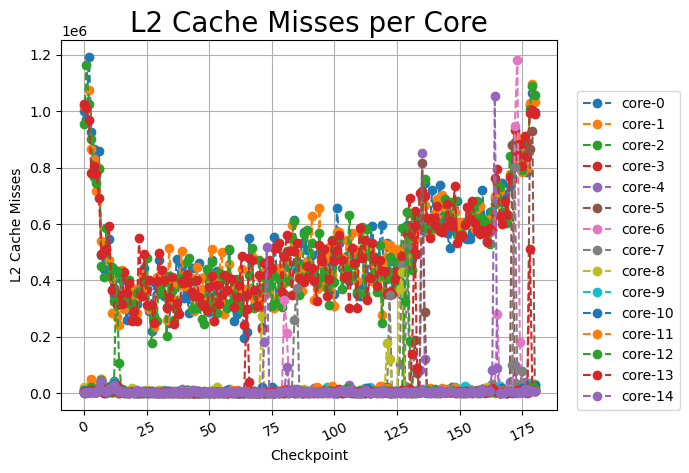 L2 Cache Misses per Core
1e6
1.2
1.0
0.8
0.6
0.4
0.2
0.0
L2 Cache Misses
0
25
50
75
100
125
150
175
Checkpoint
core-0
core-1
core-2
core-3
core-4
core-5
core-6
core-7
core-8
core-9
core-10
core-11
core-12
core-13
core-14